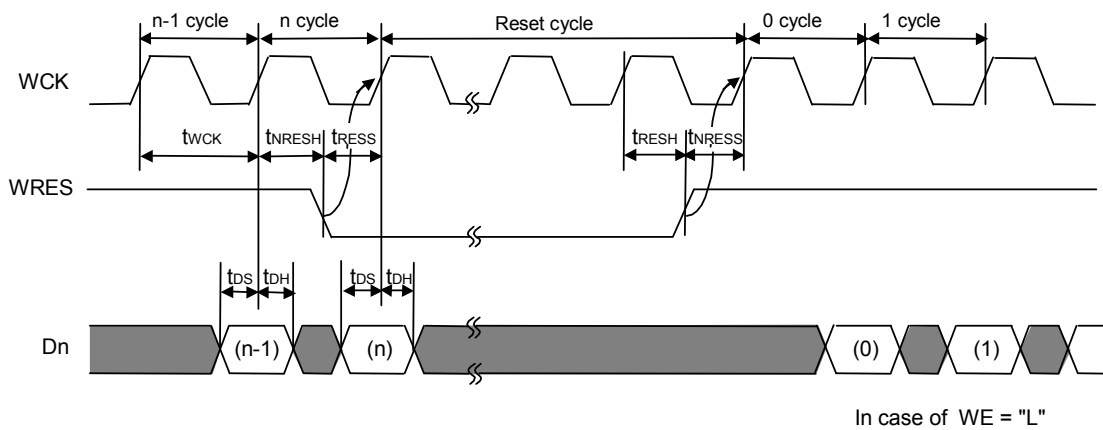 n-1 cycle n cycle Reset cycle 0 cycle 1 cycle
WCK
tWCK tNRESH tRESS tRESH tNRESS
WRES
tDS tDH tDS tDH
Dn (n-1) (n) (0) (1)
In case of WE = "L"